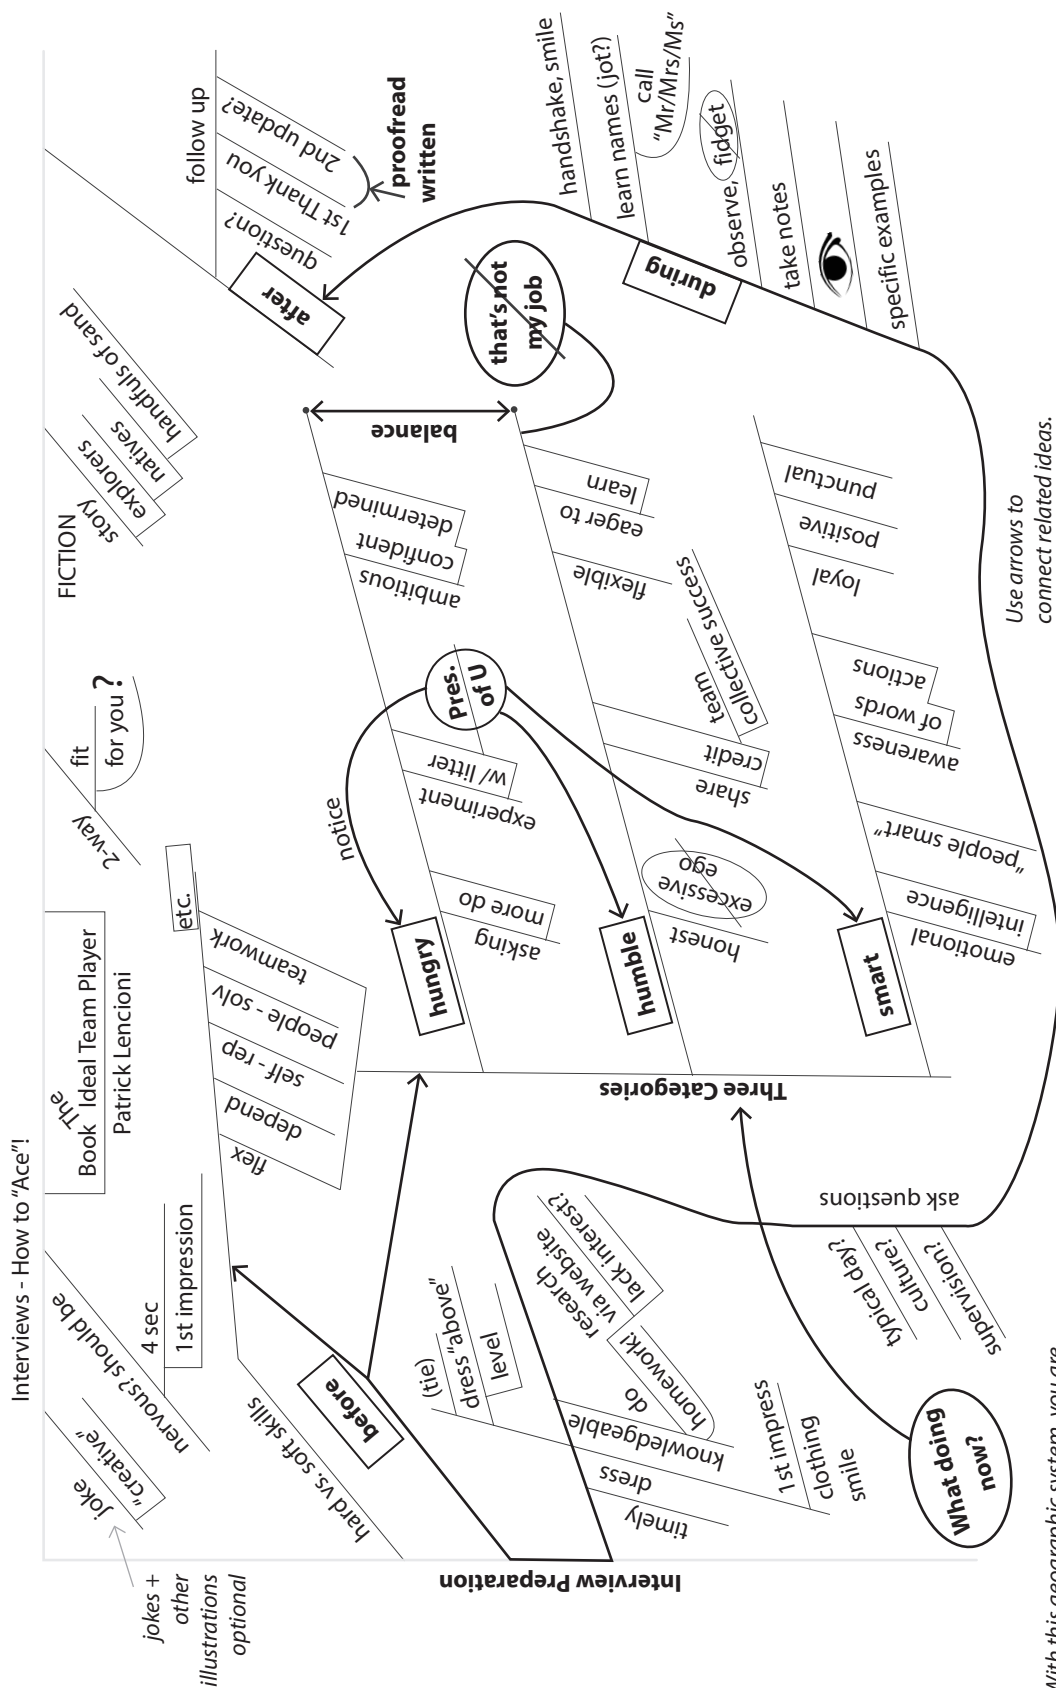 Interviews - How to "Ace"!
jokes +
other
illustrations
optional
joke
"creative"
nervous? should be
4 sec
1st impression
The
Book Ideal Team Player
Patrick Lencioni
2-way
fit
for you?
FICTION
story
explorers
natives
handfuls of sand
Interview Preparation
hard vs. soft skills
flex
depend
self - rep
people - solv
teamwork
etc.
before
timely
dress
knowledgeable
(tie)
dress "above"
level
do
homework!
research
via website
lack interest?
1st impress
clothing
smile
What doing
now?
ask questions
typical day?
culture?
supervision?
Three Categories
hungry
asking
more do
experiment
w/ litter
ambitious
confident
determined
notice
Pres.
of U
balance
humble
honest
excessive
ego
share
credit
team
collective success
flexible
eager to
learn
that's not
my job
smart
emotional
intelligence
"people smart"
awareness
of words
actions
loyal
positive
punctual
during
handshake, smile
learn names (jot?)
call
"Mr/Mrs/Ms"
observe, fidget
take notes
specific examples
after
follow up
question?
1st Thank you
2nd update?
proofread
written
Use arrows to
connect related ideas.
With this geographic system, you are